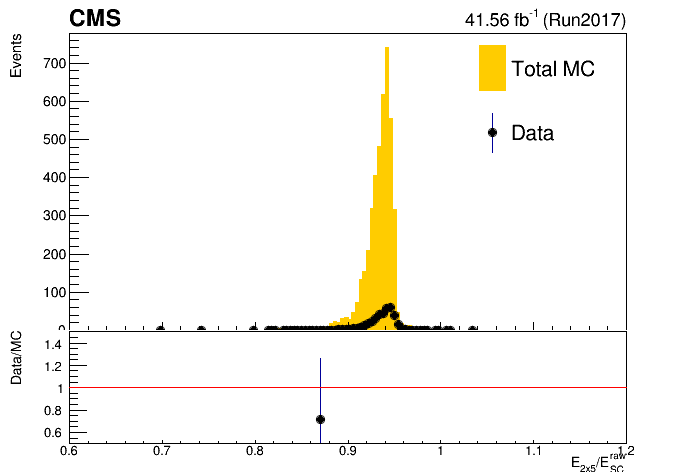 CMS
41.56 fb-1 (Run2017)
Events
700
600
500
400
300
200
100
0
Total MC
Data
Data/MC
1.4
1.2
1
0.8
0.6
0.6 0.7 0.8 0.9 1 1.1 1.2
E2x5/ErawSC